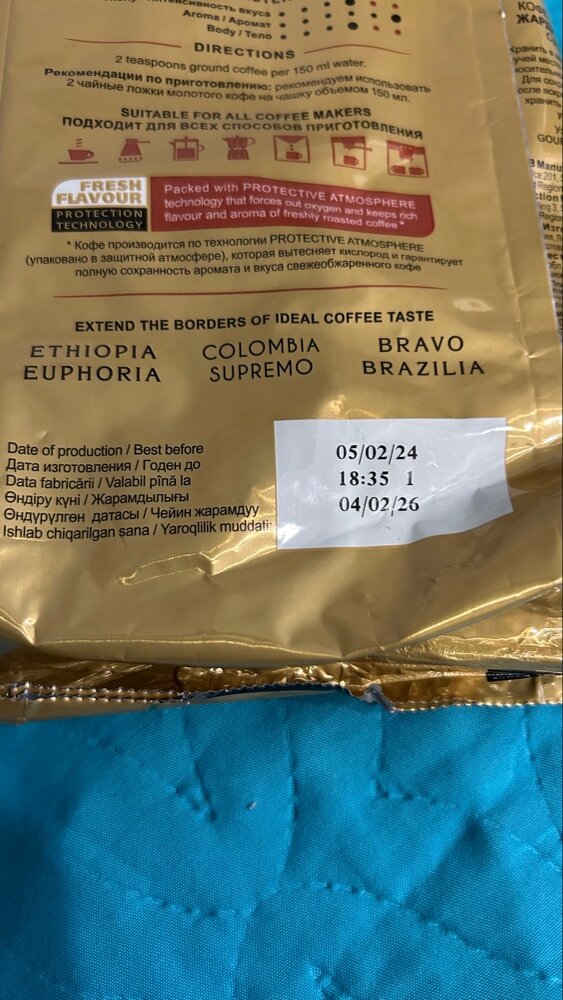 нтенсивность вкуса
Aroma / Аромат
Body / Тело
DIRECTIONS
2 teaspoons ground coffee per 150 ml water.
Рекомендации по приготовлению: рекомендуем использовать
2 чайные ложки молотого кофе на чашку объемом 150 мл.
SUITABLE FOR ALL COFFEE MAKERS
ПОДХОДИТ ДЛЯ ВСЕХ СПОСОБОВ ПРИГОТОВЛЕНИЯ
FRESH
FLAVOUR
PROTECTION
TECHNOLOGY
Packed with PROTECTIVE ATMOSPHERE
technology that forces out oxygen and keeps rich
flavour and aroma of freshly roasted coffee*
* Кофе производится по технологии PROTECTIVE ATMOSPHERE
(упаковано в защитной атмосфере), которая вытесняет кислород и гарантирует
полную сохранность аромата и вкуса свежеобжаренного кофе
EXTEND THE BORDERS OF IDEAL COFFEE TASTE
ETHIOPIA
EUPHORIA
COLOMBIA
SUPREMO
BRAVO
BRAZILIA
Date of production / Best before
Дата изготовления / Годен до
Data fabricării / Valabil pînă la
Өндіру күні / Жарамдылығы
Өндүрүлгөн датасы / Чейин жарамдуу
Ishlab chiqarilgan sana / Yaroqlilik muddati:
05/02/24
18:35 1
04/02/26